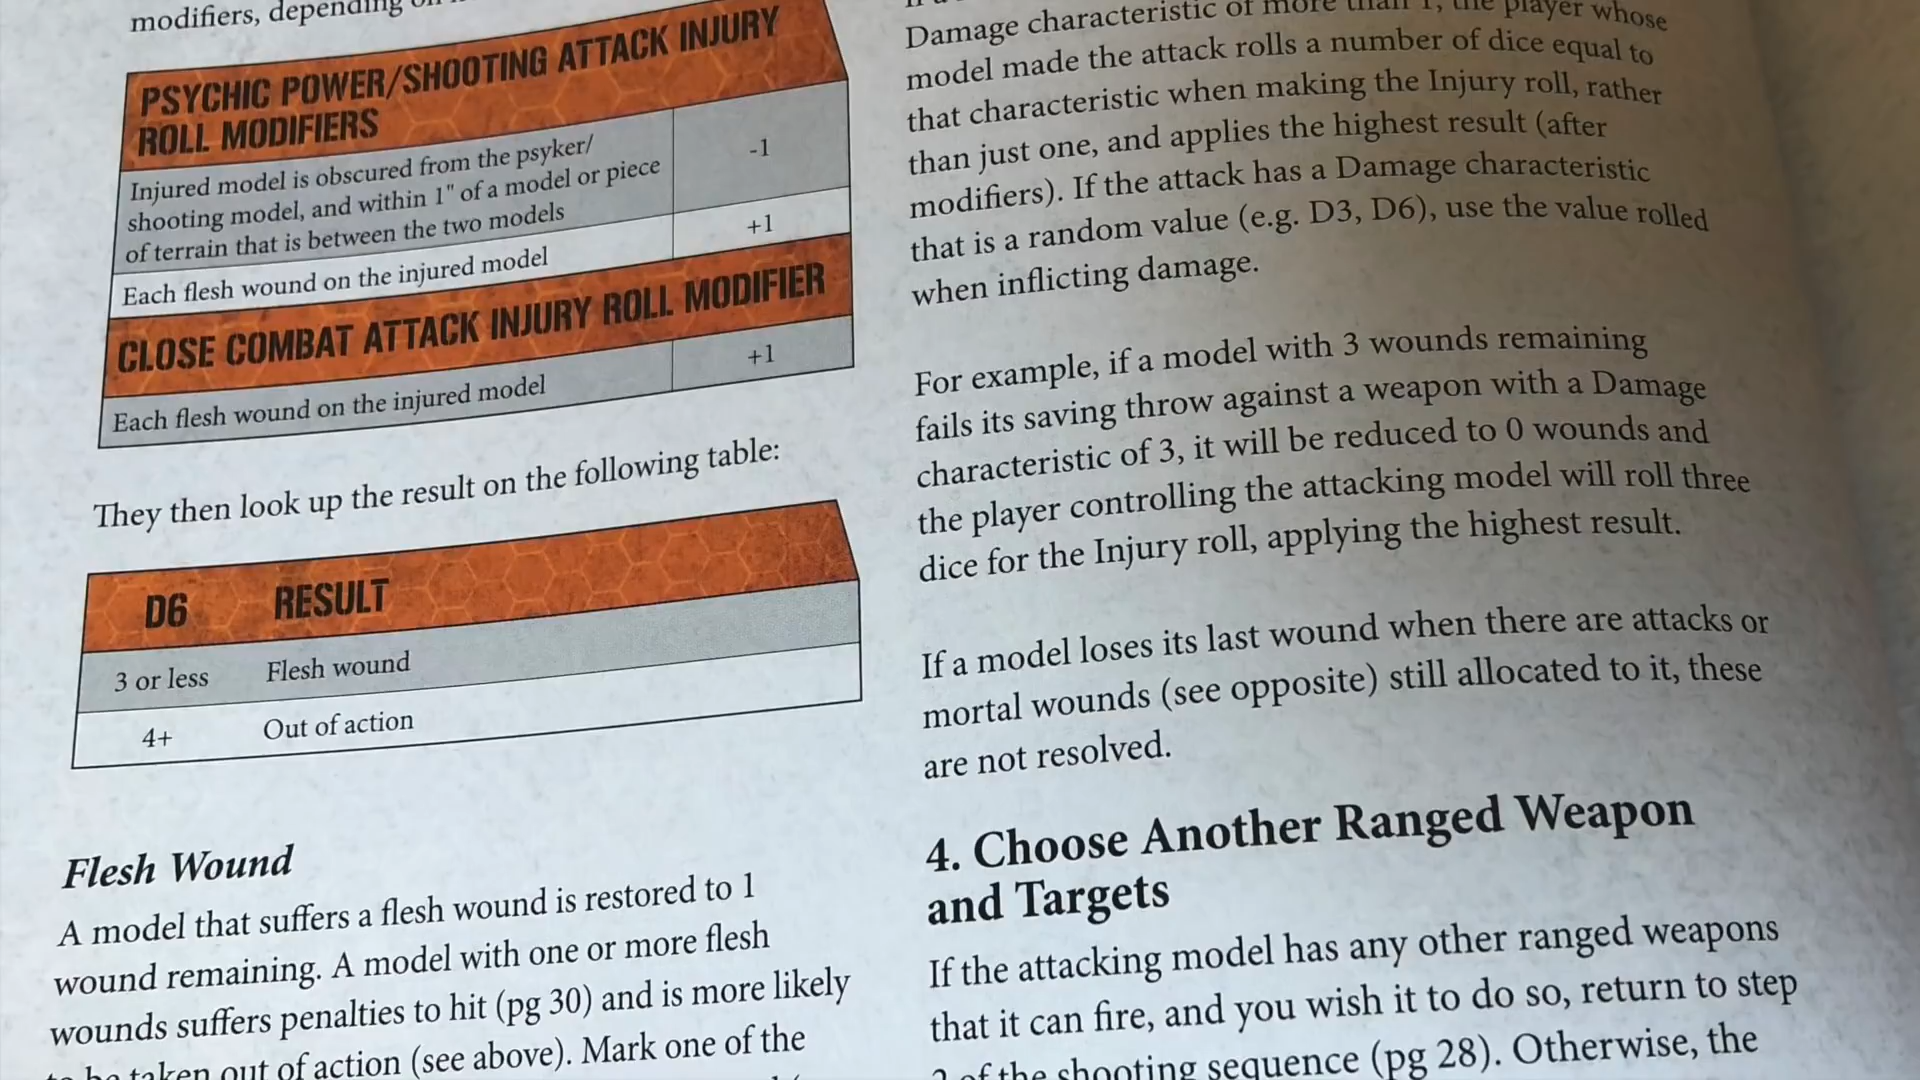 modifiers, depending on
PSYCHIC POWER/SHOOTING ATTACK INJURY
ROLL MODIFIERS
Injured model is obscured from the psyker/
shooting model, and within 1" of a model or piece
of terrain that is between the two models
-1
Each flesh wound on the injured model
+1
CLOSE COMBAT ATTACK INJURY ROLL MODIFIER
Each flesh wound on the injured model
+1
They then look up the result on the following table:
D6 RESULT
3 or less Flesh wound
4+ Out of action
Flesh Wound
A model that suffers a flesh wound is restored to 1
wound remaining. A model with one or more flesh
wounds suffers penalties to hit (pg 30) and is more likely
to be taken out of action (see above). Mark one of the
Damage characteristic of more than 1, the player whose
model made the attack rolls a number of dice equal to
that characteristic when making the Injury roll, rather
than just one, and applies the highest result (after
modifiers). If the attack has a Damage characteristic
that is a random value (e.g. D3, D6), use the value rolled
when inflicting damage.
For example, if a model with 3 wounds remaining
fails its saving throw against a weapon with a Damage
characteristic of 3, it will be reduced to 0 wounds and
the player controlling the attacking model will roll three
dice for the Injury roll, applying the highest result.
If a model loses its last wound when there are attacks or
mortal wounds (see opposite) still allocated to it, these
are not resolved.
4. Choose Another Ranged Weapon
and Targets
If the attacking model has any other ranged weapons
that it can fire, and you wish it to do so, return to step
2 of the shooting sequence (pg 28). Otherwise, the